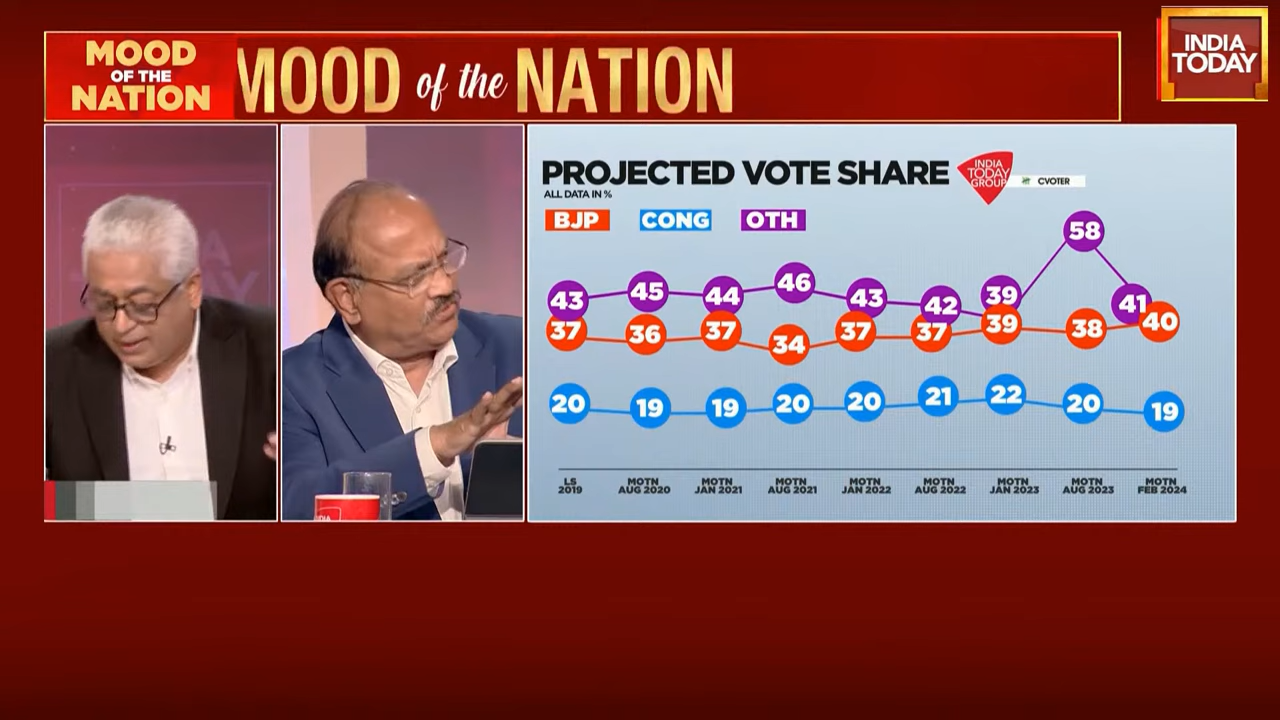 MOOD
OF THE
NATION
MOOD of the NATION
INDIA
TODAY
PROJECTED VOTE SHARE
ALL DATA IN %
INDIA
TODAY
GROUP
CVOTER
BJP CONG OTH
43 45 44 46 43 42 39 58 41
37 36 37 34 37 37 39 38 40
20 19 19 20 20 21 22 20 19
LS
2019
MOTN
AUG 2020
MOTN
JAN 2021
MOTN
AUG 2021
MOTN
JAN 2022
MOTN
AUG 2022
MOTN
JAN 2023
MOTN
AUG 2023
MOTN
FEB 2024